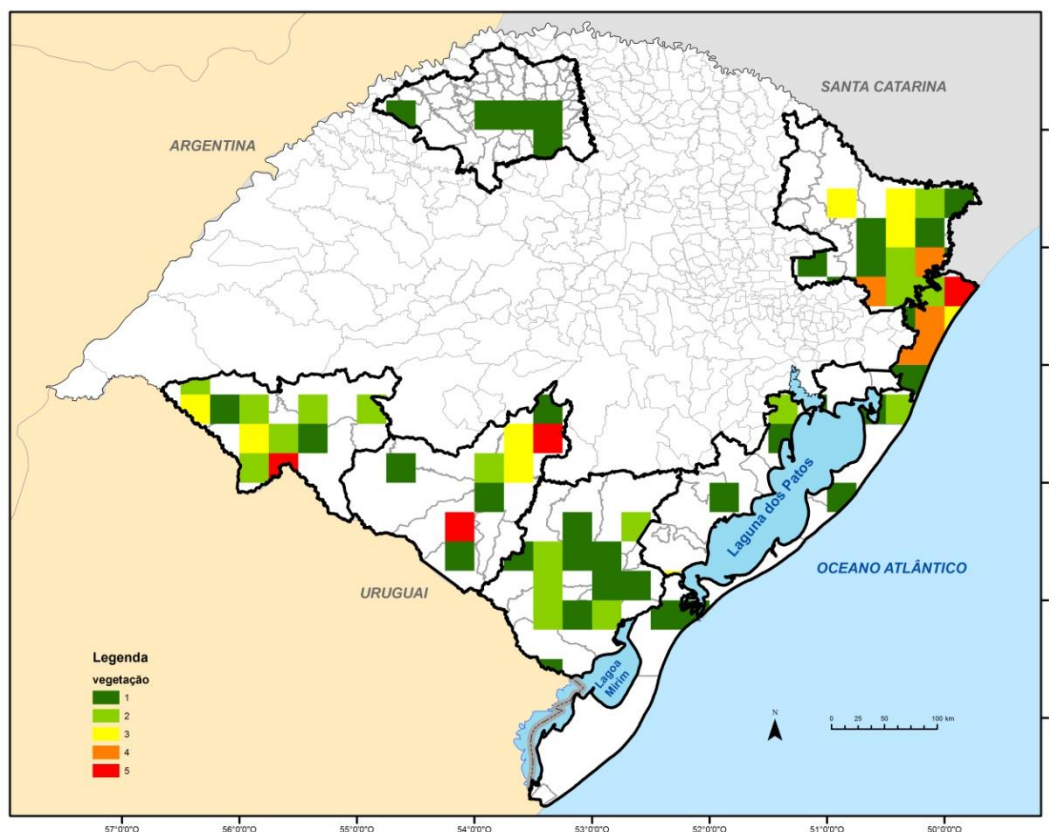 SANTA CATARINA
ARGENTINA
Laguna dos Patos
OCEANO ATLÂNTICO
URUGUAI
Lagoa
Mirim
Legenda
vegetação
1
2
3
4
5
N
0 25 50 100 km
57°0'0"O 56°0'0"O 55°0'0"O 54°0'0"O 53°0'0"O 52°0'0"O 51°0'0"O 50°0'0"O